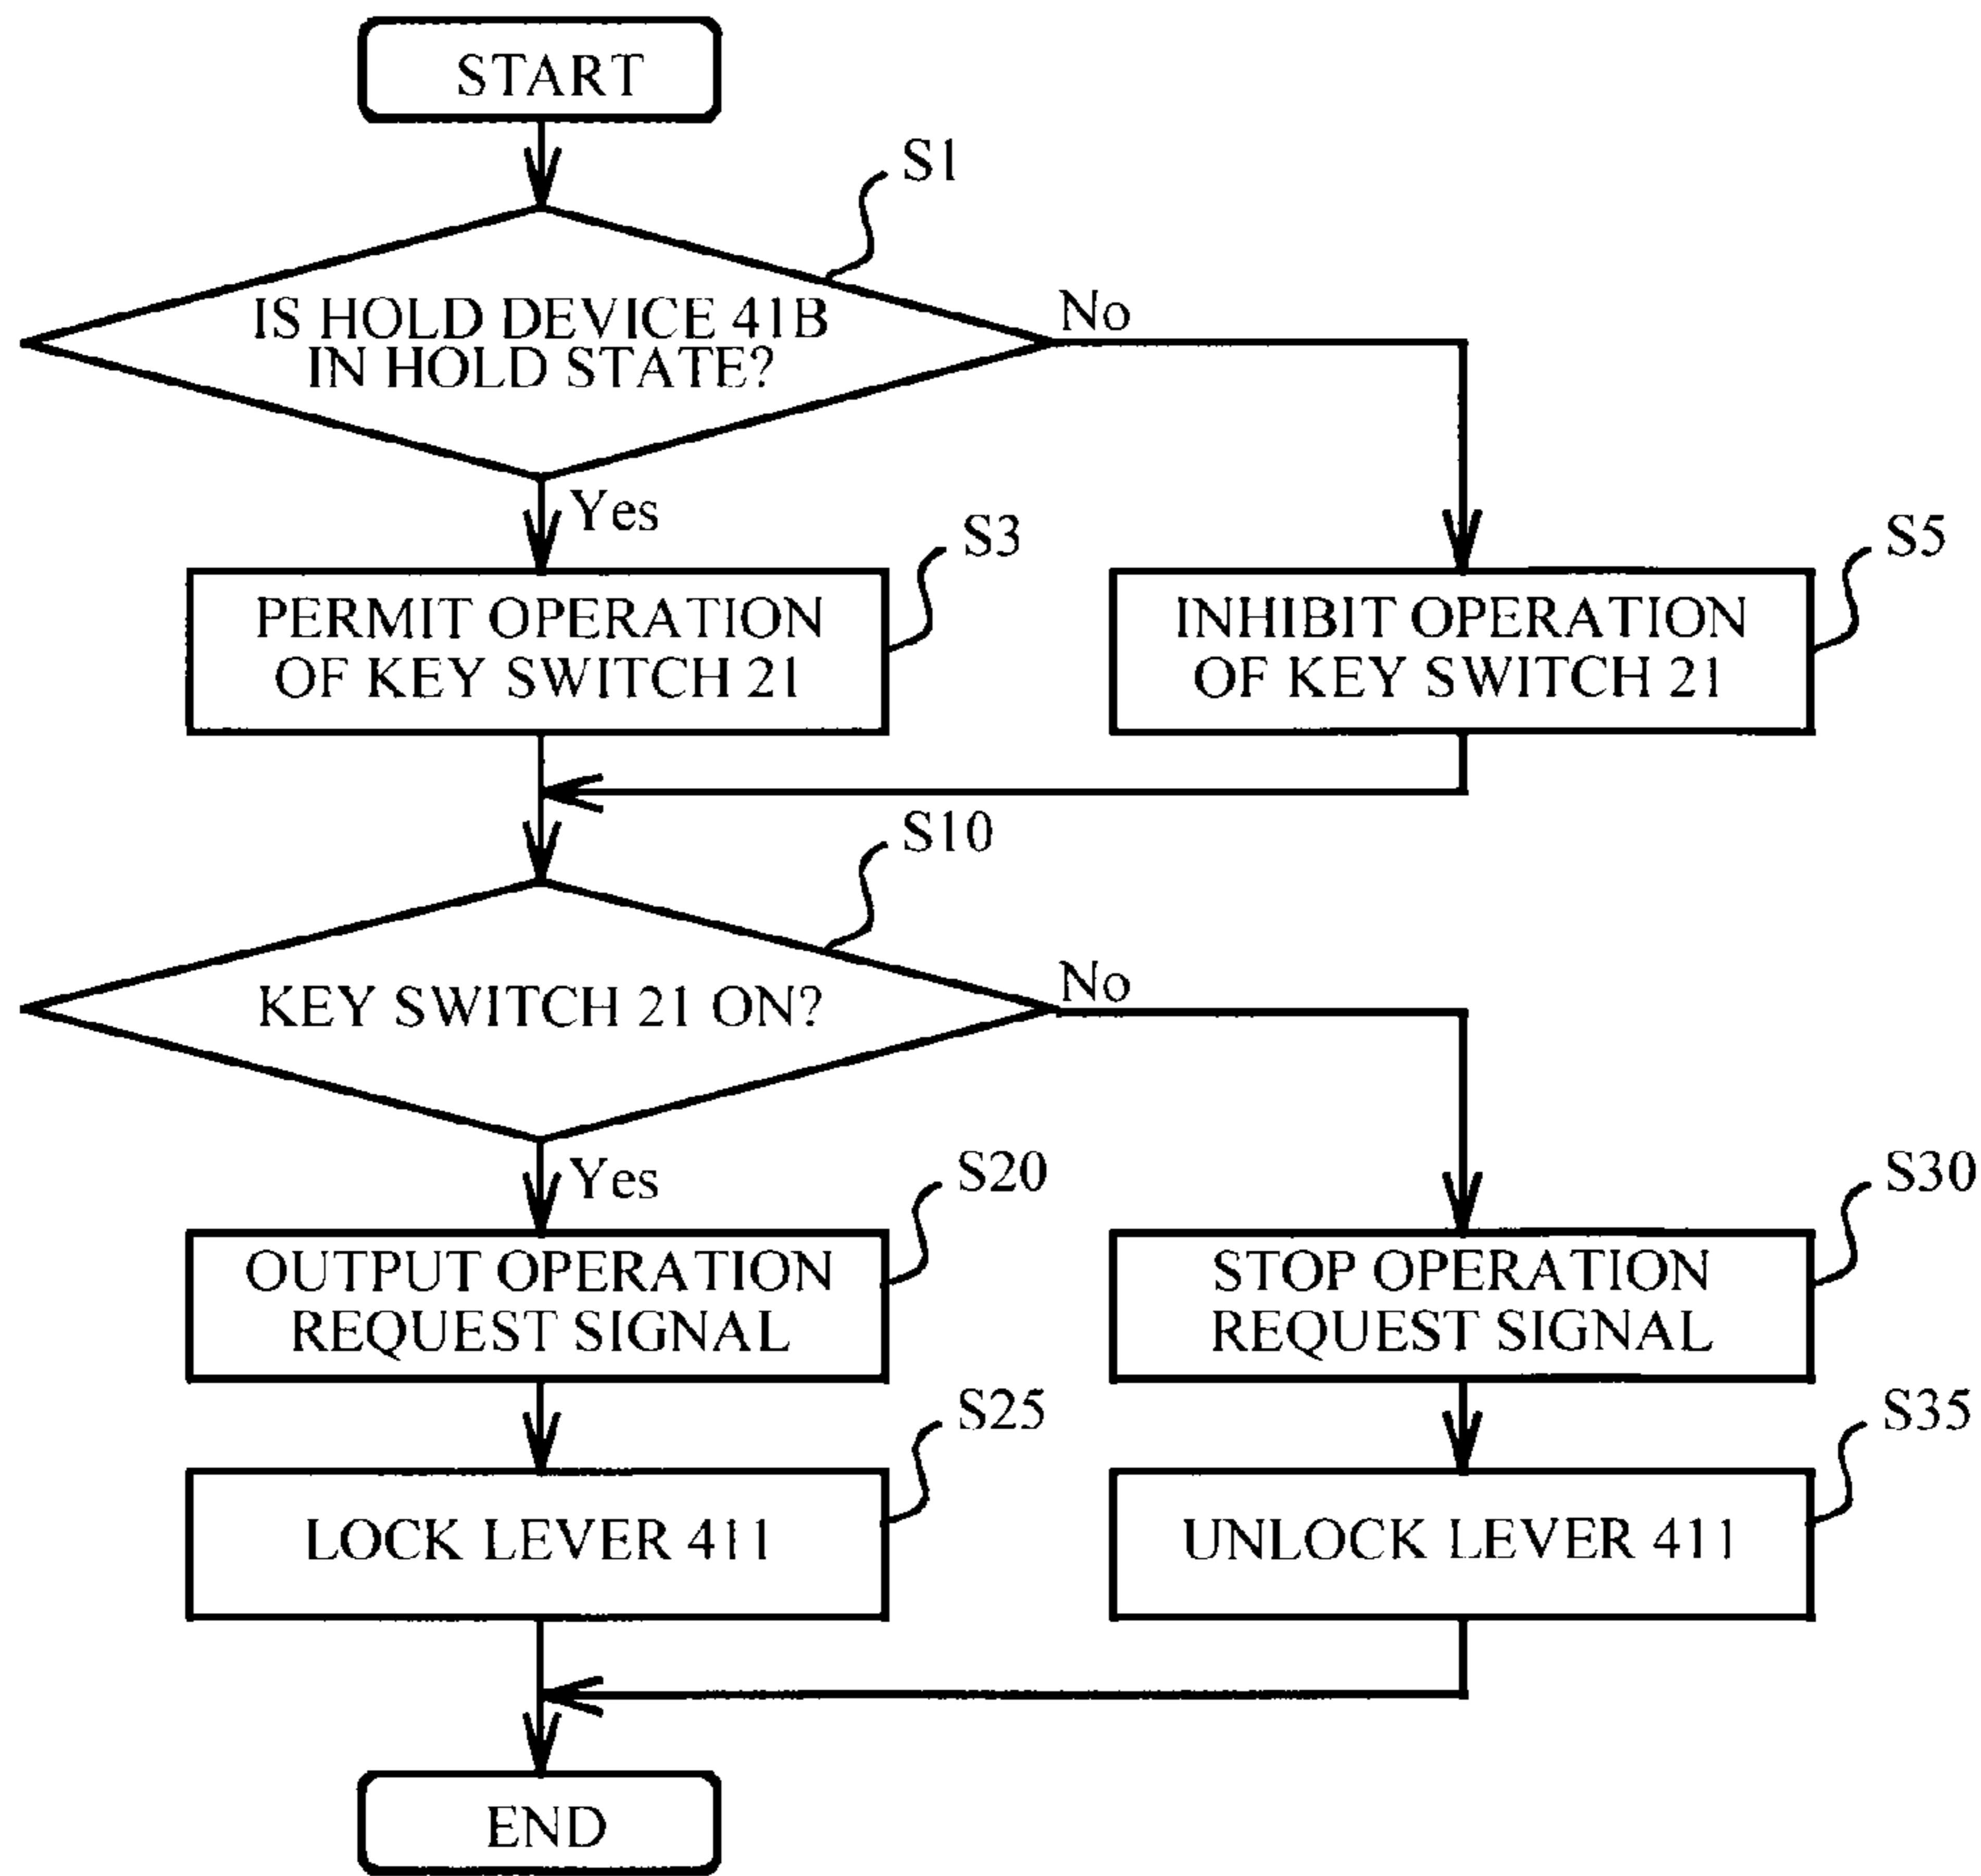 START
S1
IS HOLD DEVICE 41B
IN HOLD STATE?
No
Yes
S3
S5
PERMIT OPERATION
OF KEY SWITCH 21
INHIBIT OPERATION
OF KEY SWITCH 21
S10
KEY SWITCH 21 ON?
No
Yes
S20
S30
OUTPUT OPERATION
REQUEST SIGNAL
STOP OPERATION
REQUEST SIGNAL
S25
S35
LOCK LEVER 411
UNLOCK LEVER 411
END